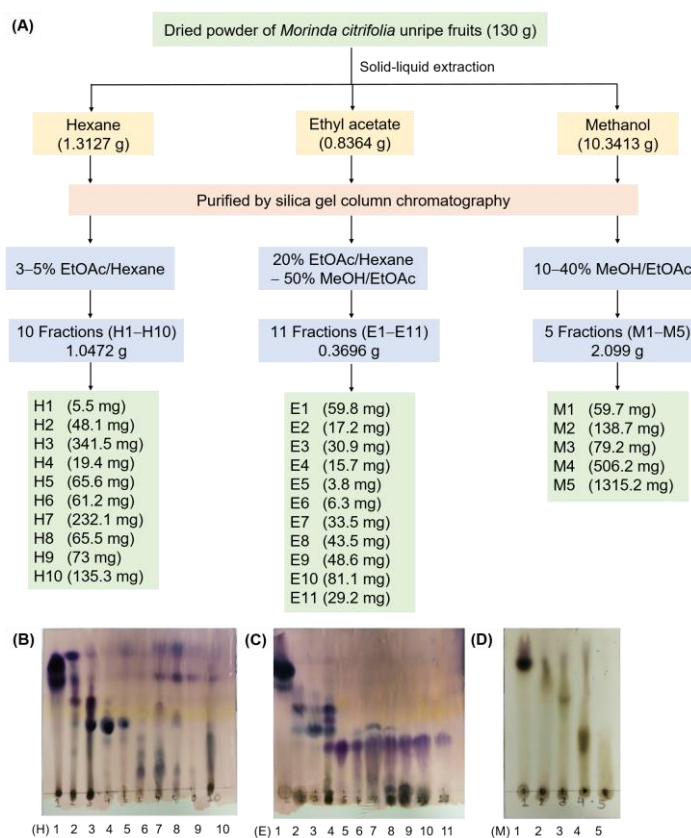 (A)
Dried powder of Morinda citrifolia unripe fruits (130 g)
Solid-liquid extraction
Hexane
(1.3127 g)
Ethyl acetate
(0.8364 g)
Methanol
(10.3413 g)
Purified by silica gel column chromatography
3–5% EtOAc/Hexane
20% EtOAc/Hexane
– 50% MeOH/EtOAc
10–40% MeOH/EtOAc
10 Fractions (H1–H10)
1.0472 g
11 Fractions (E1–E11)
0.3696 g
5 Fractions (M1–M5)
2.099 g
H1 (5.5 mg)
H2 (48.1 mg)
H3 (341.5 mg)
H4 (19.4 mg)
H5 (65.6 mg)
H6 (61.2 mg)
H7 (232.1 mg)
H8 (65.5 mg)
H9 (73 mg)
H10 (135.3 mg)
E1 (59.8 mg)
E2 (17.2 mg)
E3 (30.9 mg)
E4 (15.7 mg)
E5 (3.8 mg)
E6 (6.3 mg)
E7 (33.5 mg)
E8 (43.5 mg)
E9 (48.6 mg)
E10 (81.1 mg)
E11 (29.2 mg)
M1 (59.7 mg)
M2 (138.7 mg)
M3 (79.2 mg)
M4 (506.2 mg)
M5 (1315.2 mg)
(B)
(C)
(D)
(H) 1 2 3 4 5 6 7 8 9 10
(E) 1 2 3 4 5 6 7 8 9 10 11
(M) 1 2 3 4 5